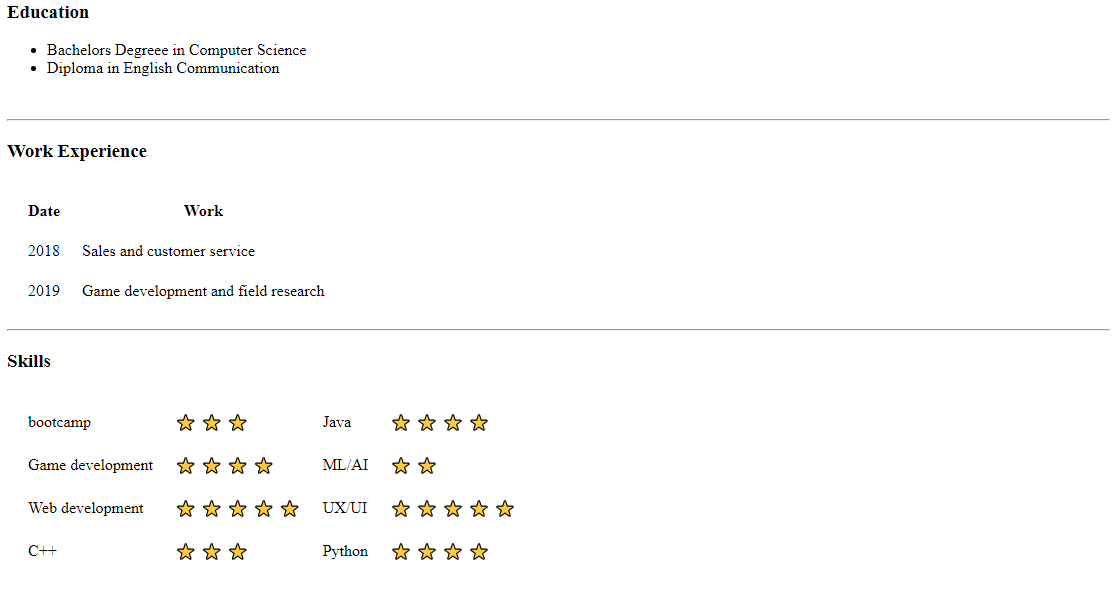 Education
Bachelors Degreee in Computer Science
Diploma in English Communication
Work Experience
Date Work
2018 Sales and customer service
2019 Game development and field research
Skills
bootcamp ⭐ ⭐ ⭐ Java ⭐ ⭐ ⭐ ⭐
Game development ⭐ ⭐ ⭐ ⭐ ML/AI ⭐ ⭐
Web development ⭐ ⭐ ⭐ ⭐ ⭐ UX/UI ⭐ ⭐ ⭐ ⭐ ⭐
C++ ⭐ ⭐ ⭐ Python ⭐ ⭐ ⭐ ⭐